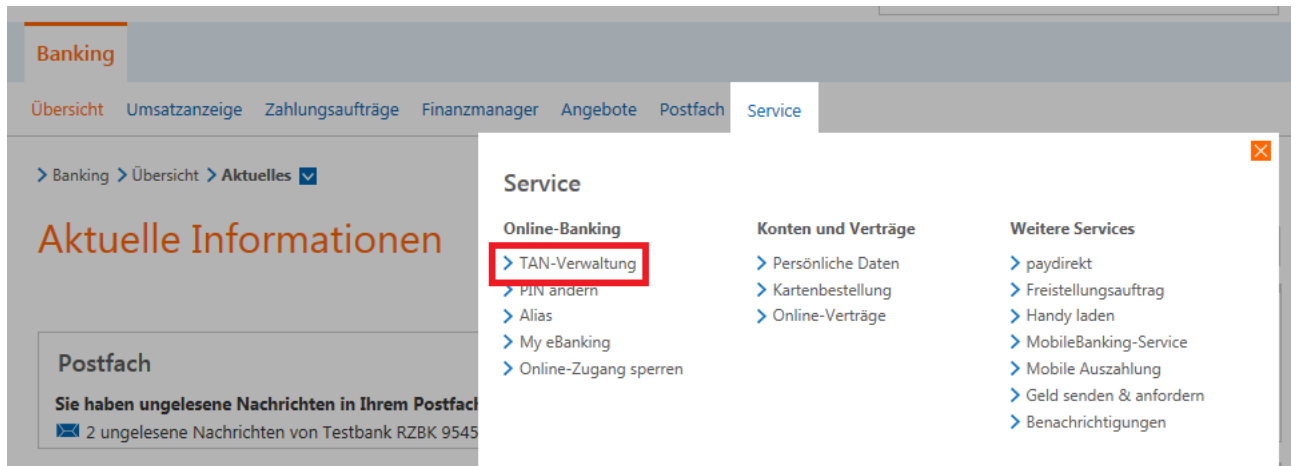 Banking
Übersicht Umsatzanzeige Zahlungsaufträge Finanzmanager Angebote Postfach Service
Banking Übersicht Aktuelles
Aktuelle Informationen
Postfach
Sie haben ungelesene Nachrichten in Ihrem Postfach
2 ungelesene Nachrichten von Testbank RZBK 9545
Service
Online-Banking
TAN-Verwaltung
PIN ändern
Alias
My eBanking
Online-Zugang sperren
Konten und Verträge
Persönliche Daten
Kartenbestellung
Online-Verträge
Weitere Services
paydirekt
Freistellungsauftrag
Handy laden
MobileBanking-Service
Mobile Auszahlung
Geld senden & anfordern
Benachrichtigungen